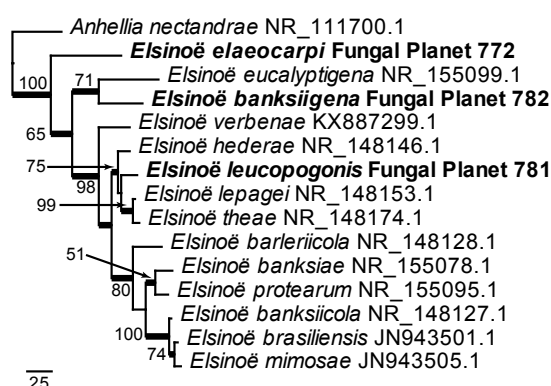 Anhellia nectandrae NR_111700.1
Elsinoë elaeocarpi Fungal Planet 772
100
71
Elsinoë eucalyptigena NR_155099.1
Elsinoë banksiigena Fungal Planet 782
65
Elsinoë verbenae KX887299.1
Elsinoë hederae NR_148146.1
75
Elsinoë leucopogonis Fungal Planet 781
98
Elsinoë lepagei NR_148153.1
99
Elsinoë theae NR_148174.1
Elsinoë barleriicola NR_148128.1
51
Elsinoë banksiae NR_155078.1
80
Elsinoë protearum NR_155095.1
Elsinoë banksiicola NR_148127.1
100
Elsinoë brasiliensis JN943501.1
74
Elsinoë mimosae JN943505.1
25